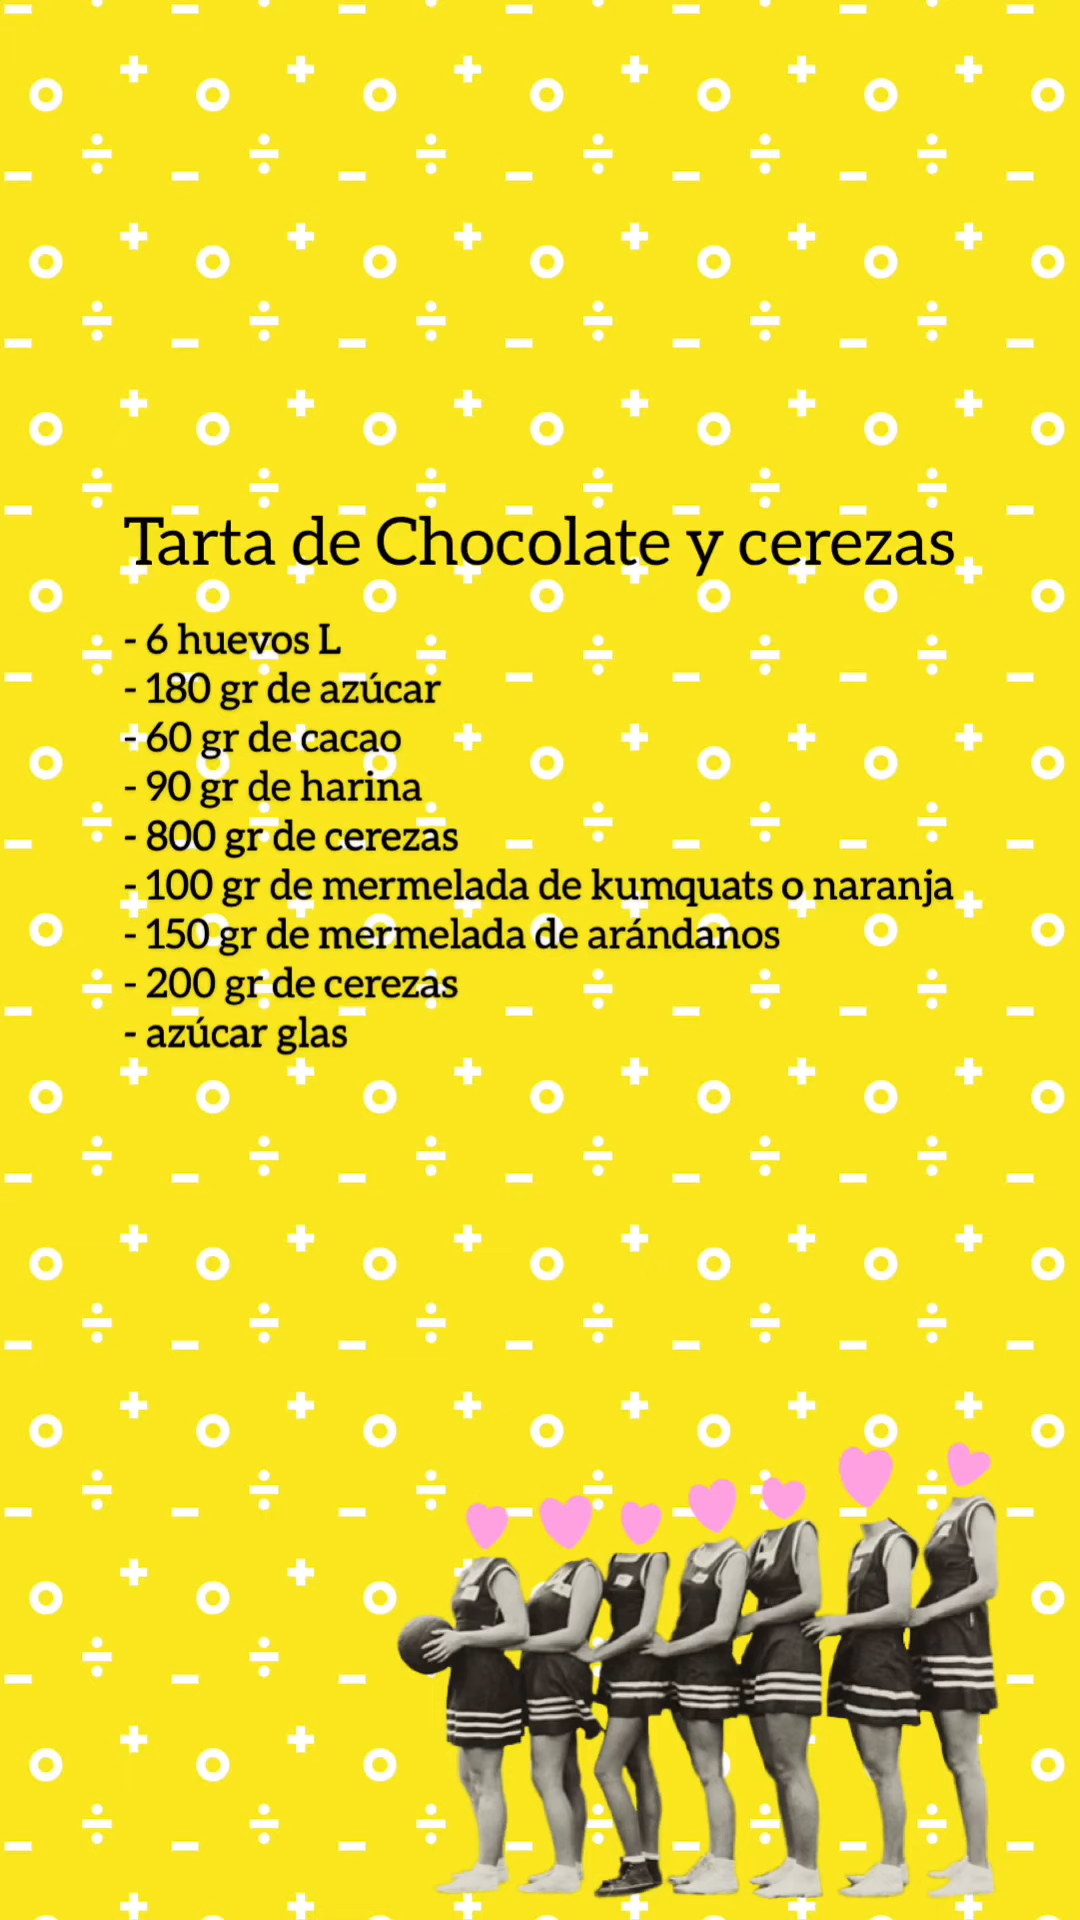 Tarta de Chocolate y cerezas
- 6 huevos L
- 180 gr de azúcar
- 60 gr de cacao
- 90 gr de harina
- 800 gr de cerezas
- 100 gr de mermelada de kumquats o naranja
- 150 gr de mermelada de arándanos
- 200 gr de cerezas
- azúcar glas